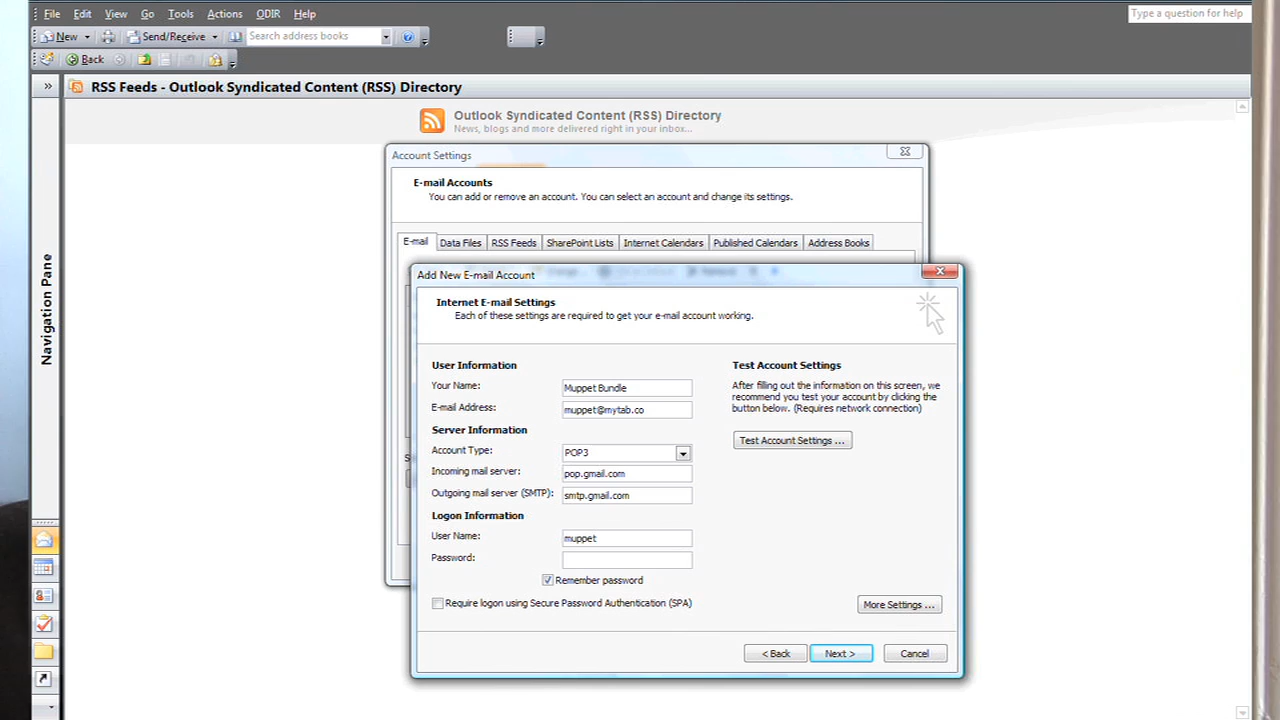 File Edit View Go Tools Actions QDIR Help
Type a question for help
New Send/Receive Search address books
Back
RSS Feeds - Outlook Syndicated Content (RSS) Directory
Outlook Syndicated Content (RSS) Directory
News, blogs and more delivered right in your inbox...
Navigation Pane
Account Settings
E-mail Accounts
You can add or remove an account. You can select an account and change its settings.
E-mail Data Files RSS Feeds SharePoint Lists Internet Calendars Published Calendars Address Books
Add New E-mail Account
Internet E-mail Settings
Each of these settings are required to get your e-mail account working.
User Information
Your Name: Muppet Bundle
E-mail Address: muppet@mytab.co
Server Information
Account Type: POP3
Incoming mail server: pop.gmail.com
Outgoing mail server (SMTP): smtp.gmail.com
Logon Information
User Name: muppet
Password:
Remember password
Require logon using Secure Password Authentication (SPA)
Test Account Settings
After filling out the information on this screen, we
recommend you test your account by clicking the
button below. (Requires network connection)
Test Account Settings ...
More Settings ...
< Back Next > Cancel